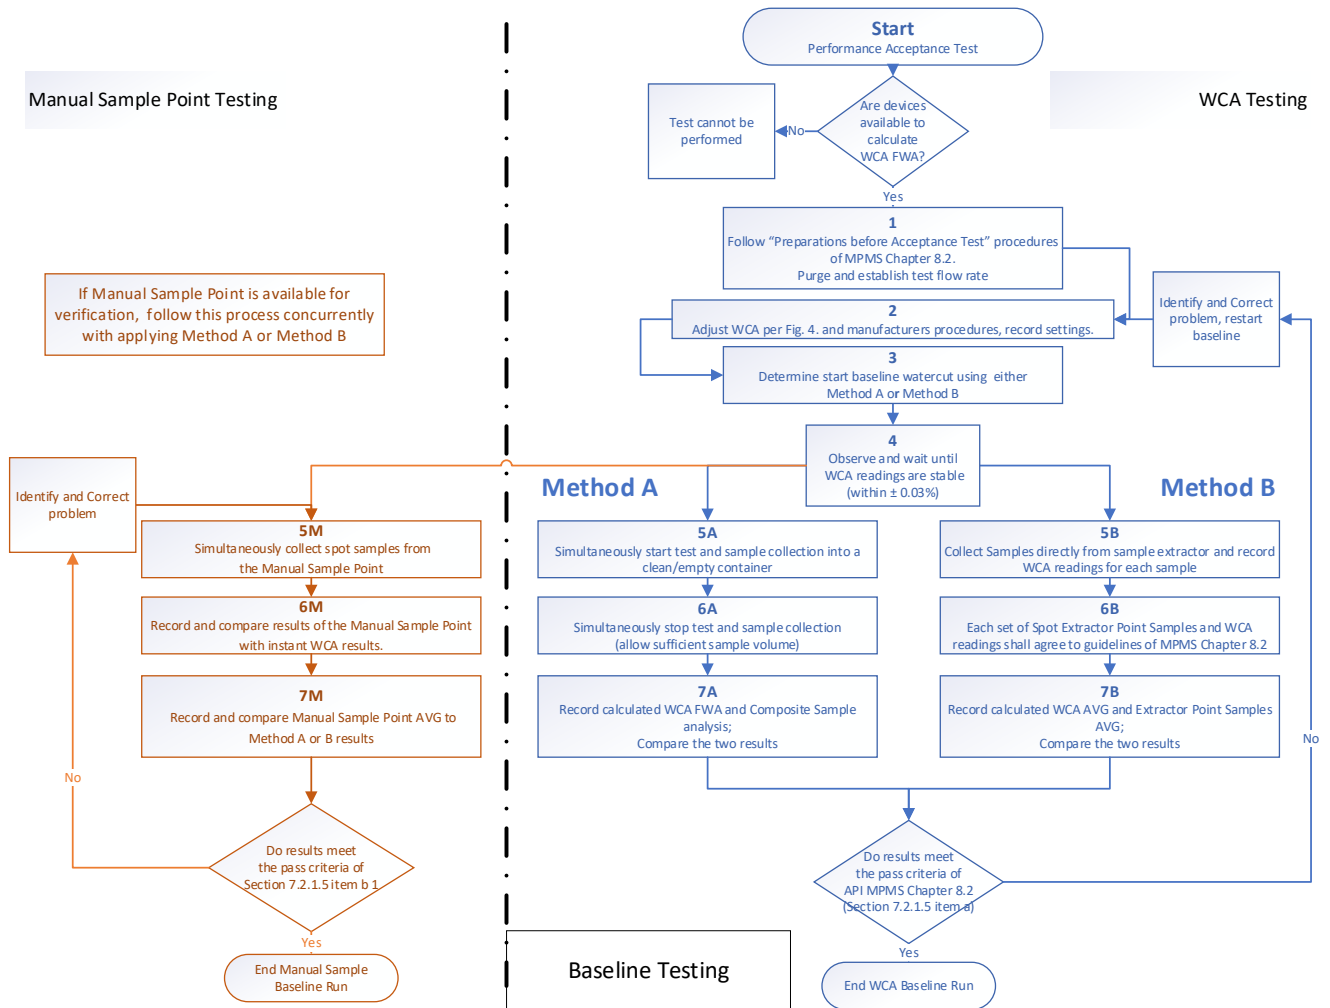 Start
Performance Acceptance Test
Manual Sample Point Testing
WCA Testing
Are devices
available to
calculate
WCA FWA?
No
Test cannot be
performed
Yes
1
Follow “Preparations before Acceptance Test” procedures
of MPMS Chapter 8.2.
Purge and establish test flow rate
Identify and Correct
problem, restart
baseline
2
Adjust WCA per Fig. 4. and manufacturers procedures, record settings.
3
Determine start baseline watercut using either
Method A or Method B
If Manual Sample Point is available for
verification, follow this process concurrently
with applying Method A or Method B
4
Observe and wait until
WCA readings are stable
(within ± 0.03%)
Method A
Method B
Identify and Correct
problem
5M
Simultaneously collect spot samples from
the Manual Sample Point
6M
Record and compare results of the Manual Sample Point
with instant WCA results.
7M
Record and compare Manual Sample Point AVG to
Method A or B results
No
Do results meet
the pass criteria of
Section 7.2.1.5 item b 1
Yes
End Manual Sample
Baseline Run
5A
Simultaneously start test and sample collection into a
clean/empty container
6A
Simultaneously stop test and sample collection
(allow sufficient sample volume)
7A
Record calculated WCA FWA and Composite Sample
analysis;
Compare the two results
5B
Collect Samples directly from sample extractor and record
WCA readings for each sample
6B
Each set of Spot Extractor Point Samples and WCA
readings shall agree to guidelines of MPMS Chapter 8.2
7B
Record calculated WCA AVG and Extractor Point Samples
AVG;
Compare the two results
No
Do results meet
the pass criteria of
API MPMS Chapter 8.2
(Section 7.2.1.5 item a)
Yes
End WCA Baseline Run
Baseline Testing